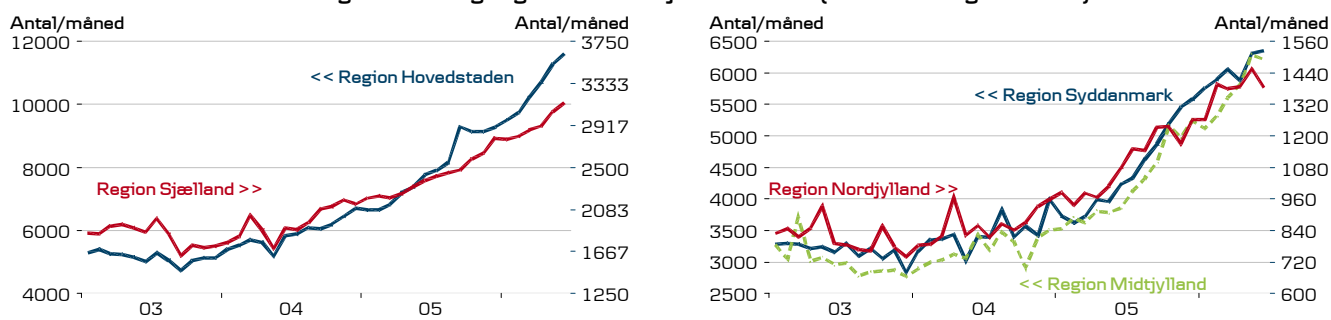 Antal/måned Antal/måned
12000 3750
<< Region Hovedstaden
3333
10000
2917
8000 2500
Region Sjælland >>
2083
6000
1667
4000 1250
03 04 05
Antal/måned Antal/måned
6500 1560
6000 1440
<< Region Syddanmark
5500 1320
5000 1200
4500 1080
Region Nordjylland >>
4000 960
3500 840
3000 720
<< Region Midtjylland
2500 600
03 04 05